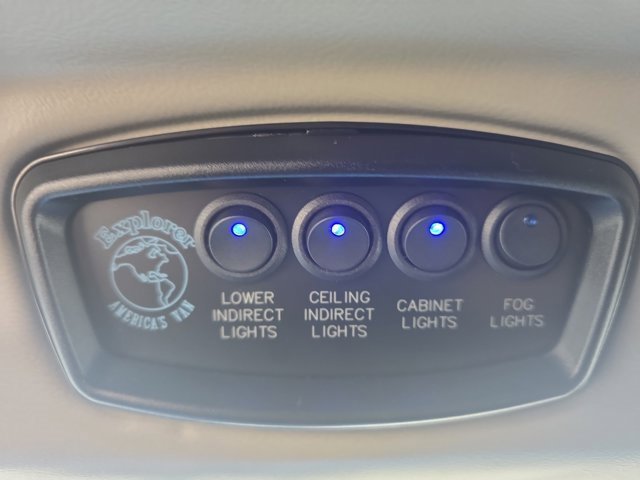 Explorer
AMERICA'S VAN
LOWER
INDIRECT
LIGHTS
CEILING
INDIRECT
LIGHTS
CABINET
LIGHTS
FOG
LIGHTS